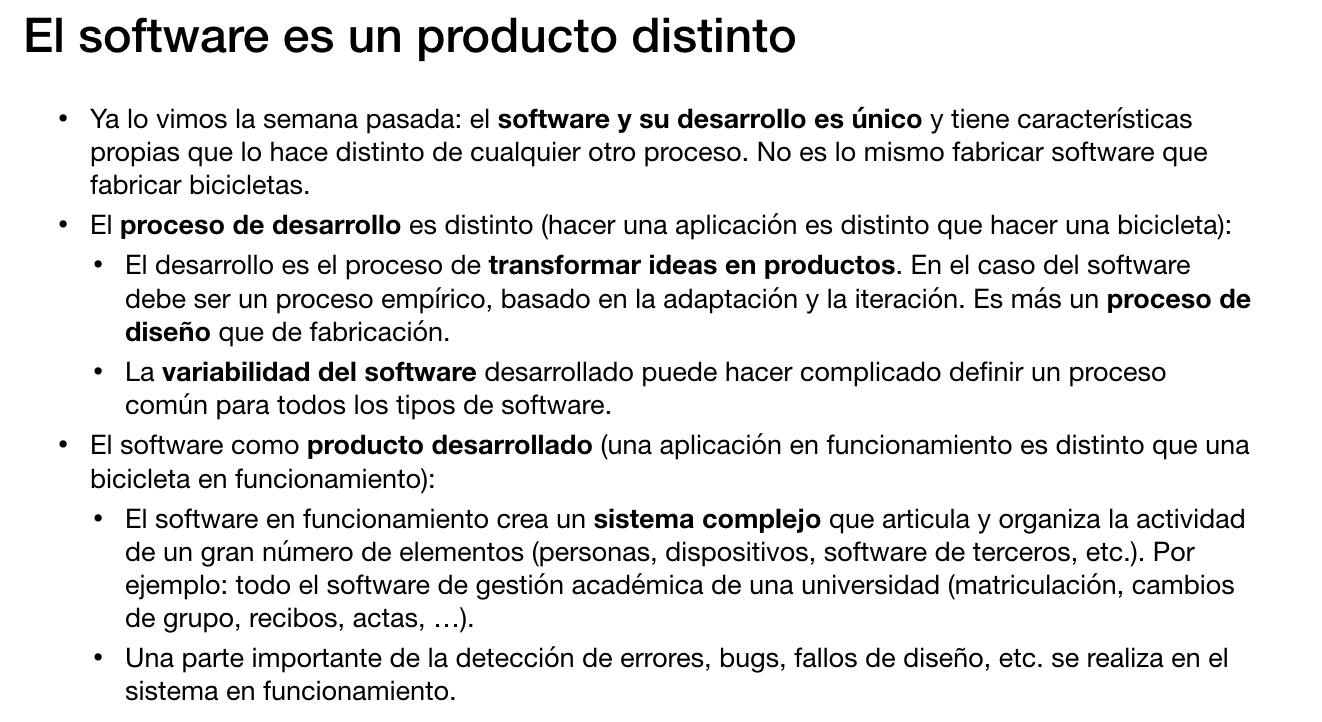 El software es un producto distinto
• Ya lo vimos la semana pasada: el software y su desarrollo es único y tiene características
propias que lo hace distinto de cualquier otro proceso. No es lo mismo fabricar software que
fabricar bicicletas.
• El proceso de desarrollo es distinto (hacer una aplicación es distinto que hacer una bicicleta):
• El desarrollo es el proceso de transformar ideas en productos. En el caso del software
debe ser un proceso empírico, basado en la adaptación y la iteración. Es más un proceso de
diseño que de fabricación.
• La variabilidad del software desarrollado puede hacer complicado definir un proceso
común para todos los tipos de software.
• El software como producto desarrollado (una aplicación en funcionamiento es distinto que una
bicicleta en funcionamiento):
• El software en funcionamiento crea un sistema complejo que articula y organiza la actividad
de un gran número de elementos (personas, dispositivos, software de terceros, etc.). Por
ejemplo: todo el software de gestión académica de una universidad (matriculación, cambios
de grupo, recibos, actas, …).
• Una parte importante de la detección de errores, bugs, fallos de diseño, etc. se realiza en el
sistema en funcionamiento.